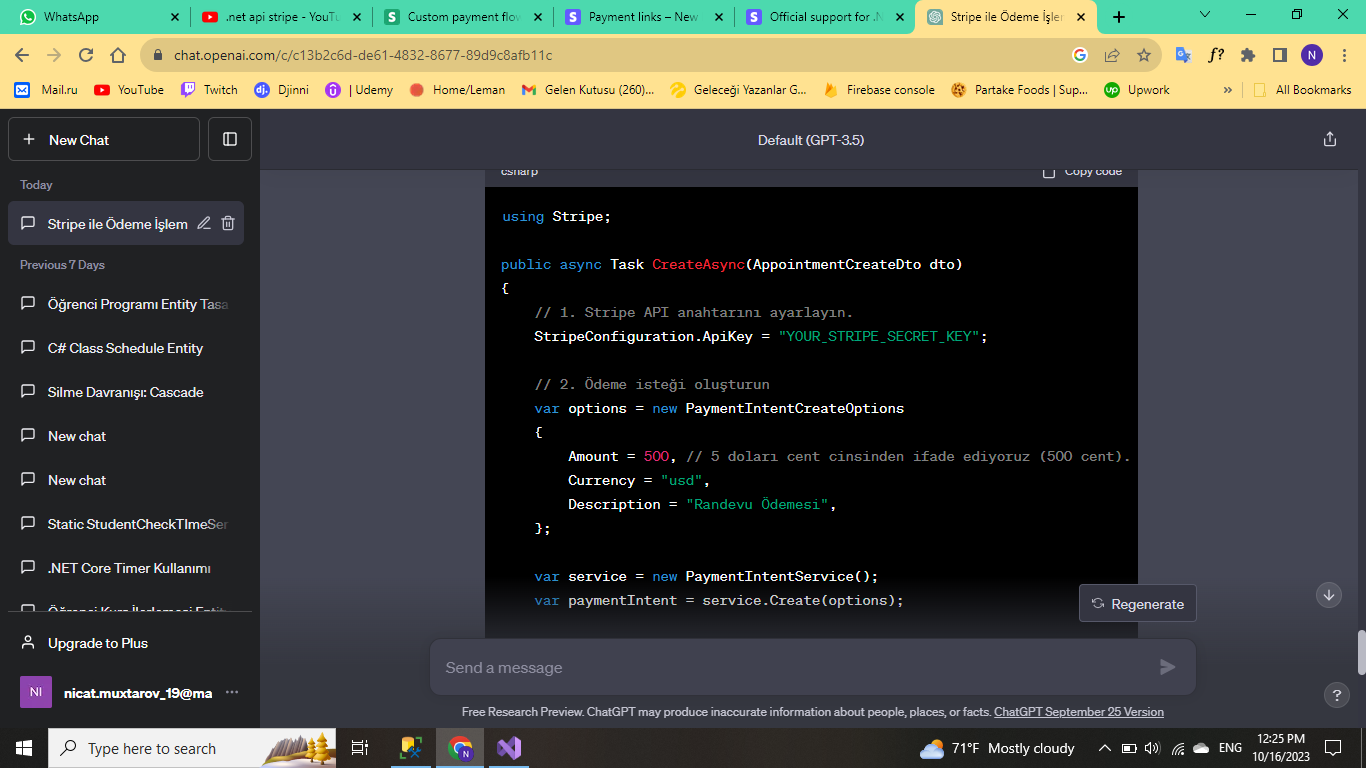 WhatsApp
.net api stripe - YouTu
Custom payment flow
Payment links – New
Official support for .N
Stripe ile Ödeme İşler
chat.openai.com/c/c13b2c6d-de61-4832-8677-89d9c8afb11c
f?
N
Mail.ru
YouTube
Twitch
dj.
Djinni
| Udemy
Home/Leman
Gelen Kutusu (260)...
Geleceği Yazanlar G...
Firebase console
Partake Foods | Sup...
up
Upwork
»
All Bookmarks
New Chat
Default (GPT-3.5)
Today
Stripe ile Ödeme İşlem
Previous 7 Days
Öğrenci Programı Entity Tasa
C# Class Schedule Entity
Silme Davranışı: Cascade
New chat
New chat
Static StudentCheckTImeSer
.NET Core Timer Kullanımı
Öğrenci Kurs İlerlemesi Entit
Upgrade to Plus
NI
nicat.muxtarov_19@ma
csharp
Copy code
using Stripe;
public async Task CreateAsync(AppointmentCreateDto dto)
{
// 1. Stripe API anahtarını ayarlayın.
StripeConfiguration.ApiKey = "YOUR_STRIPE_SECRET_KEY";
// 2. Ödeme isteği oluşturun
var options = new PaymentIntentCreateOptions
{
Amount = 500, // 5 doları cent cinsinden ifade ediyoruz (500 cent).
Currency = "usd",
Description = "Randevu Ödemesi",
};
var service = new PaymentIntentService();
var paymentIntent = service.Create(options);
Regenerate
Send a message
Free Research Preview. ChatGPT may produce inaccurate information about people, places, or facts. ChatGPT September 25 Version
?
Type here to search
N
71°F Mostly cloudy
ENG
12:25 PM
10/16/2023